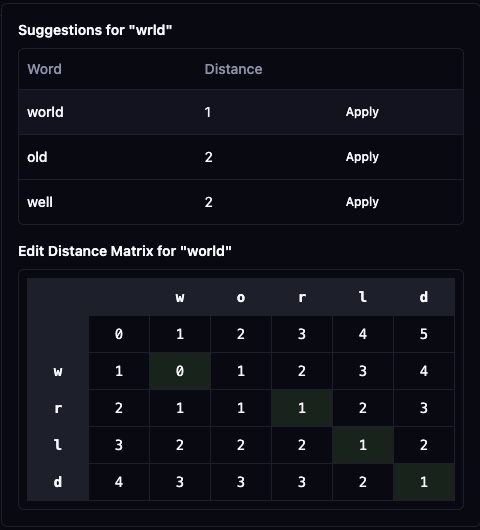 Suggestions for "wrld"
Word Distance
world 1 Apply
old 2 Apply
well 2 Apply
Edit Distance Matrix for "world"
w o r l d
0 1 2 3 4 5
w 1 0 1 2 3 4
r 2 1 1 1 2 3
l 3 2 2 2 1 2
d 4 3 3 3 2 1